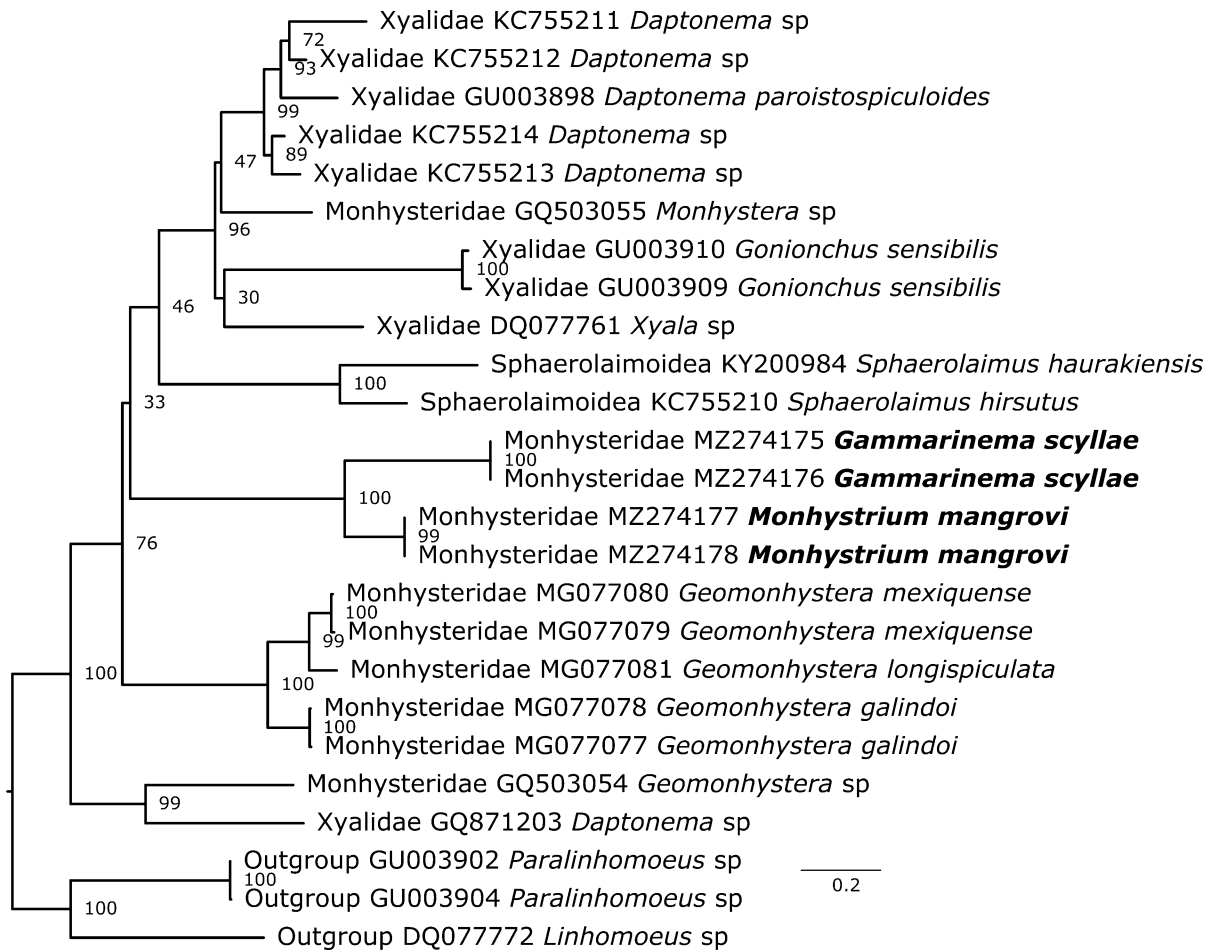 Xyalidae KC755211 Daptonema sp
72
Xyalidae KC755212 Daptonema sp
93
Xyalidae GU003898 Daptonema paroistospiculoides
99
Xyalidae KC755214 Daptonema sp
89
47
Xyalidae KC755213 Daptonema sp
Monhysteridae GQ503055 Monhystera sp
96
Xyalidae GU003910 Gonionchus sensibilis
100
Xyalidae GU003909 Gonionchus sensibilis
30
46
Xyalidae DQ077761 Xyala sp
Sphaerolaimoidea KY200984 Sphaerolaimus haurakiensis
100
33
Sphaerolaimoidea KC755210 Sphaerolaimus hirsutus
Monhysteridae MZ274175 Gammarinema scyllae
100
Monhysteridae MZ274176 Gammarinema scyllae
100
Monhysteridae MZ274177 Monhystrium mangrovi
99
76
Monhysteridae MZ274178 Monhystrium mangrovi
Monhysteridae MG077080 Geomonhystera mexiquense
100
Monhysteridae MG077079 Geomonhystera mexiquense
99
Monhysteridae MG077081 Geomonhystera longispiculata
100
100
Monhysteridae MG077078 Geomonhystera galindoi
100
Monhysteridae MG077077 Geomonhystera galindoi
Monhysteridae GQ503054 Geomonhystera sp
99
Xyalidae GQ871203 Daptonema sp
Outgroup GU003902 Paralinhomoeus sp
100
Outgroup GU003904 Paralinhomoeus sp
100
Outgroup DQ077772 Linhomoeus sp
0.2